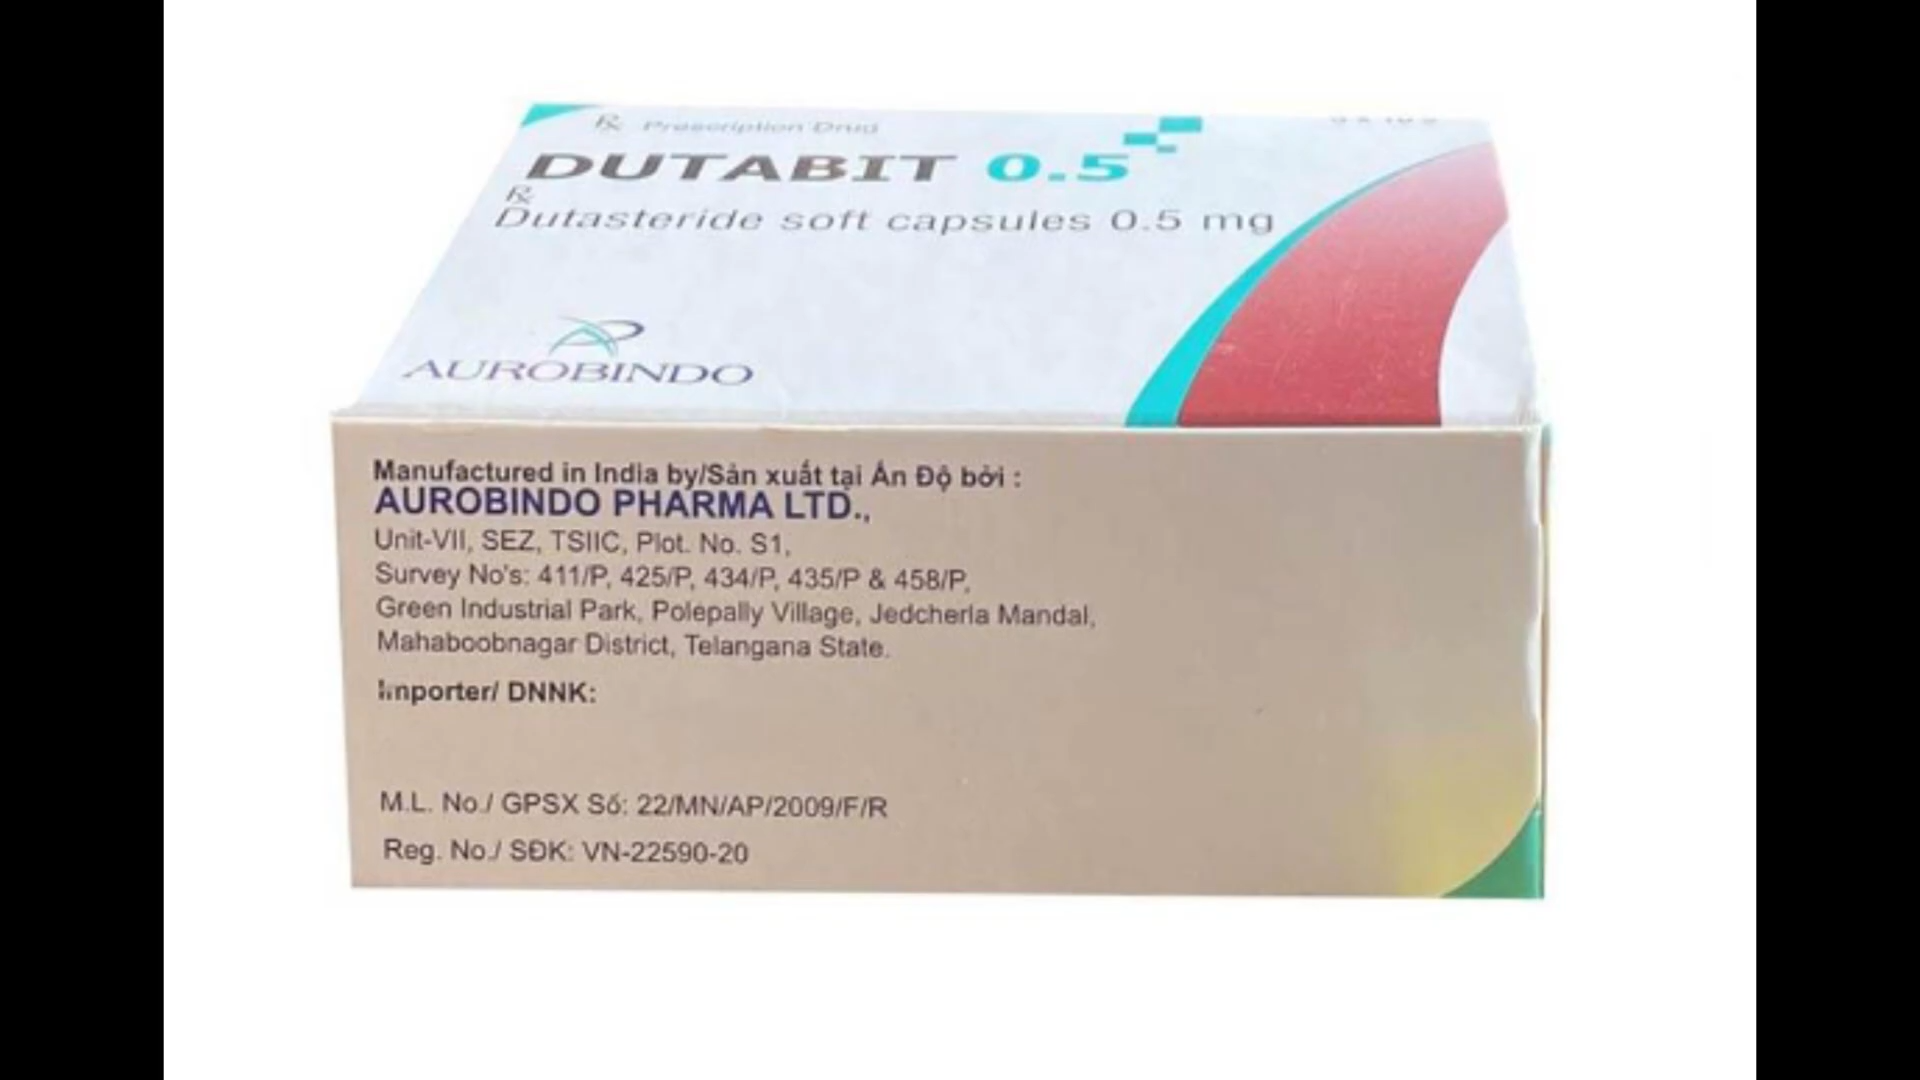 Rx Prescription Drug
DUTABIT 0.5
Rx
Dutasteride soft capsules 0.5 mg
AUROBINDO
Manufactured in India by/Sản xuất tại Ấn Độ bởi :
AUROBINDO PHARMA LTD.,
Unit-VII, SEZ, TSIIC, Plot. No. S1,
Survey No's: 411/P, 425/P, 434/P, 435/P & 458/P,
Green Industrial Park, Polepally Village, Jedcherla Mandal,
Mahaboobnagar District, Telangana State.
Importer/ DNNK:
M.L. No./ GPSX Số: 22/MN/AP/2009/F/R
Reg. No./ SĐK: VN-22590-20